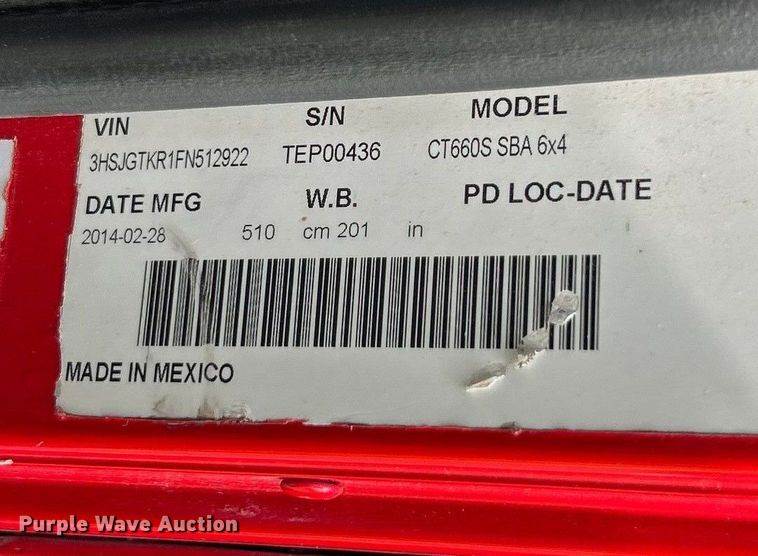 VIN S/N MODEL
3HSJGTKR1FN512922 TEP00436 CT660S SBA 6x4
DATE MFG W.B. PD LOC-DATE
2014-02-28 510 cm 201 in
MADE IN MEXICO
Purple Wave Auction